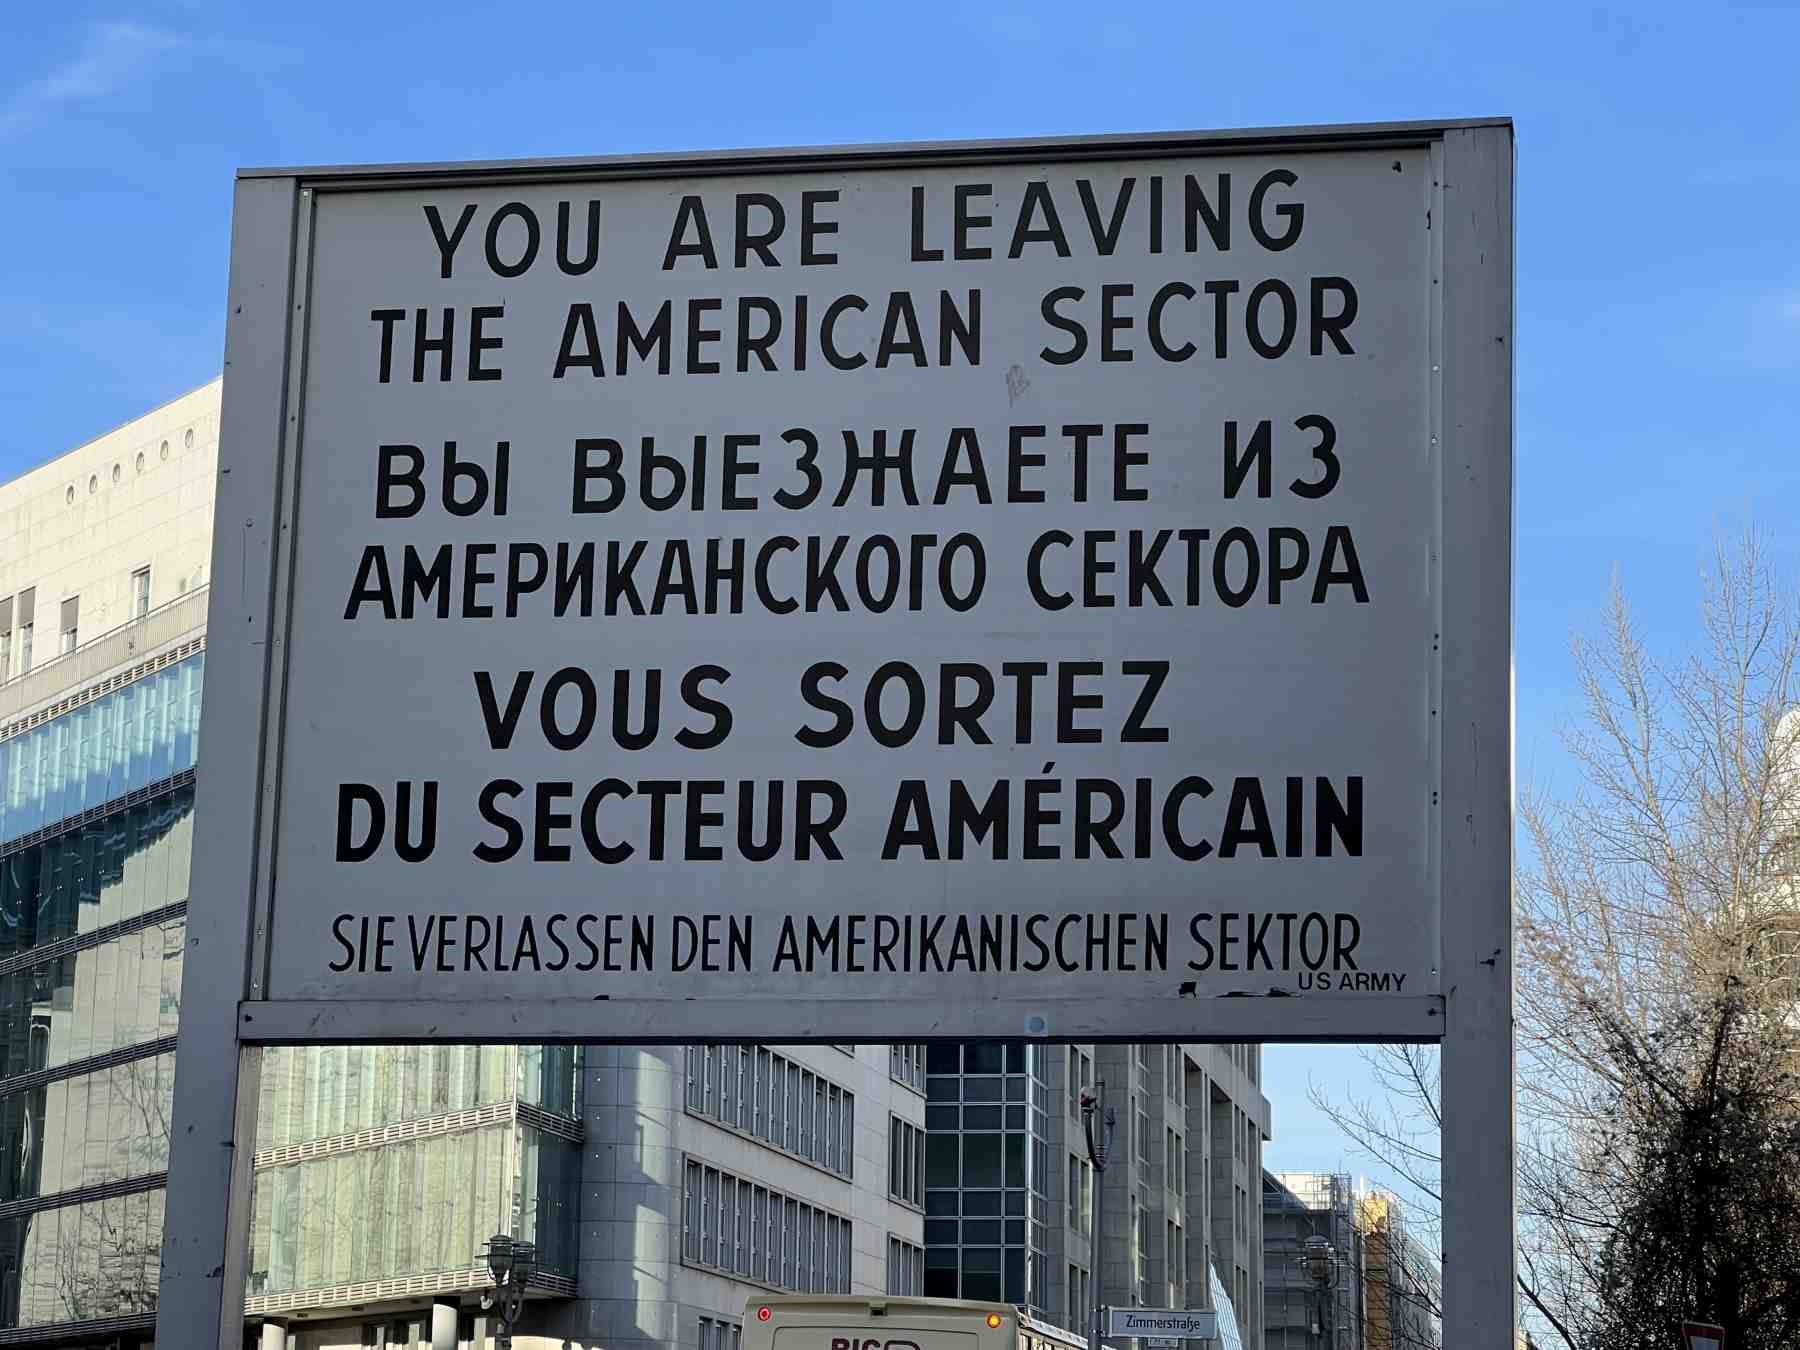 YOU ARE LEAVING
THE AMERICAN SECTOR
ВЫ ВЫЕЗЖАЕТЕ ИЗ
АМЕРИКАНСКОГО СЕКТОРА
VOUS SORTEZ
DU SECTEUR AMÉRICAIN
SIE VERLASSEN DEN AMERIKANISCHEN SEKTOR
US ARMY
Zimmerstraße